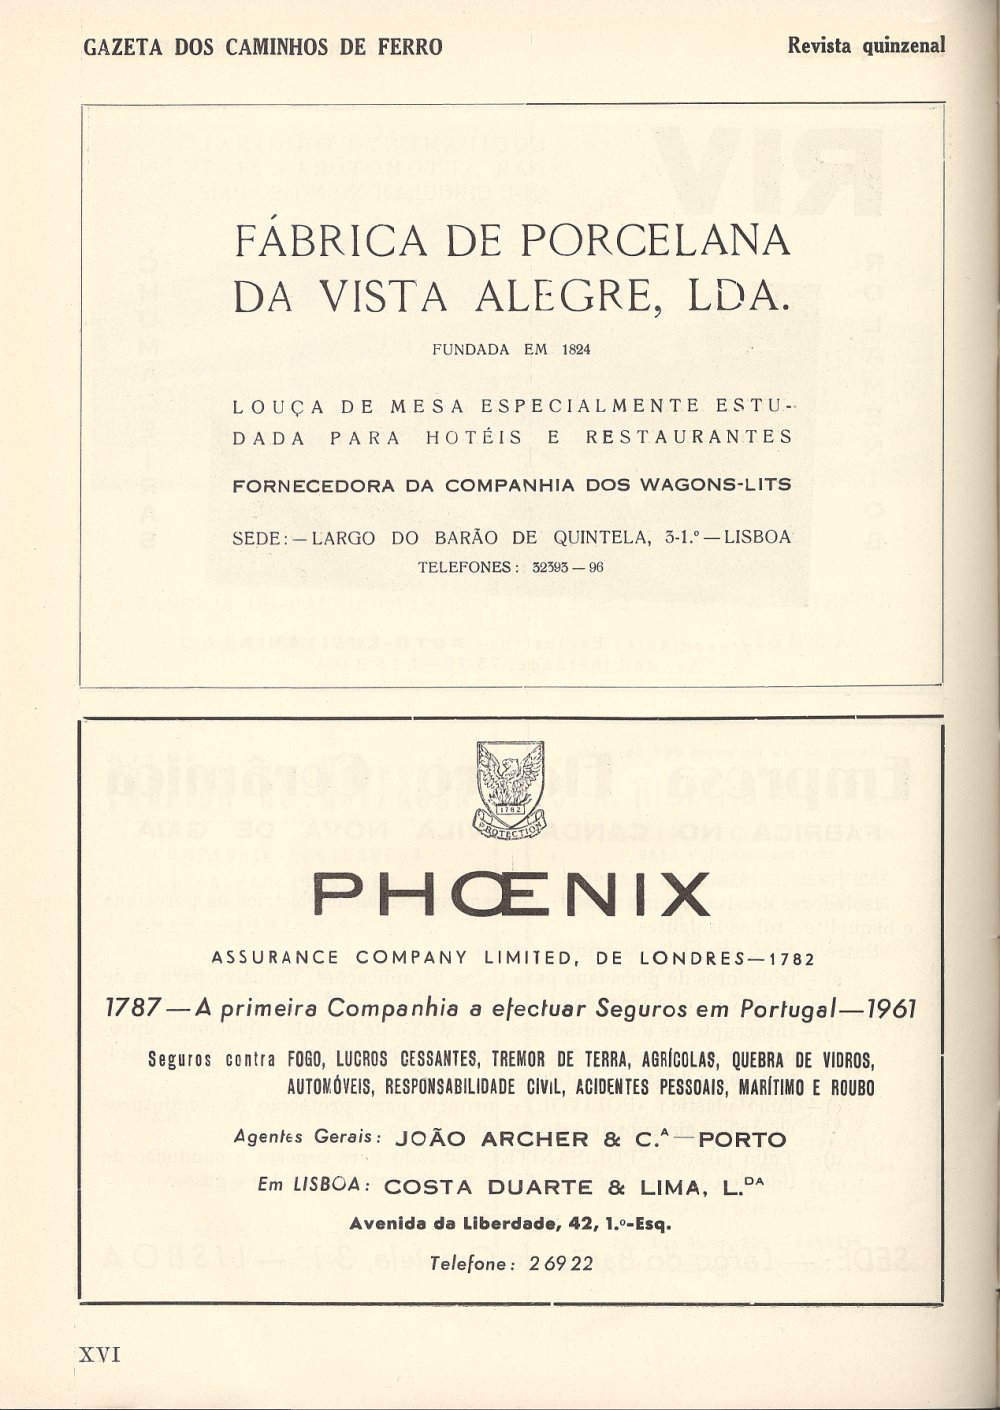 GAZETA DOS CAMINHOS DE FERRO
Revista quinzenal
FÁBRICA DE PORCELANA
DA VISTA ALEGRE, LDA.
FUNDADA EM 1824
LOUÇA DE MESA ESPECIALMENTE ESTU-
DADA PARA HOTÉIS E RESTAURANTES
FORNECEDORA DA COMPANHIA DOS WAGONS-LITS
SEDE:—LARGO DO BARÃO DE QUINTELA, 3-1.º—LISBOA
TELEFONES: 32393—96
1782
PROTECTION
PHŒNIX
ASSURANCE COMPANY LIMITED, DE LONDRES—1782
1787—A primeira Companhia a efectuar Seguros em Portugal—1961
Seguros contra FOGO, LUCROS CESSANTES, TREMOR DE TERRA, AGRÍCOLAS, QUEBRA DE VIDROS,
AUTOMÓVEIS, RESPONSABILIDADE CIVIL, ACIDENTES PESSOAIS, MARÍTIMO E ROUBO
Agentes Gerais: JOÃO ARCHER & C.ª—PORTO
Em LISBOA: COSTA DUARTE & LIMA, L.DA
Avenida da Liberdade, 42, 1.º-Esq.
Telefone: 2 69 22
XVI